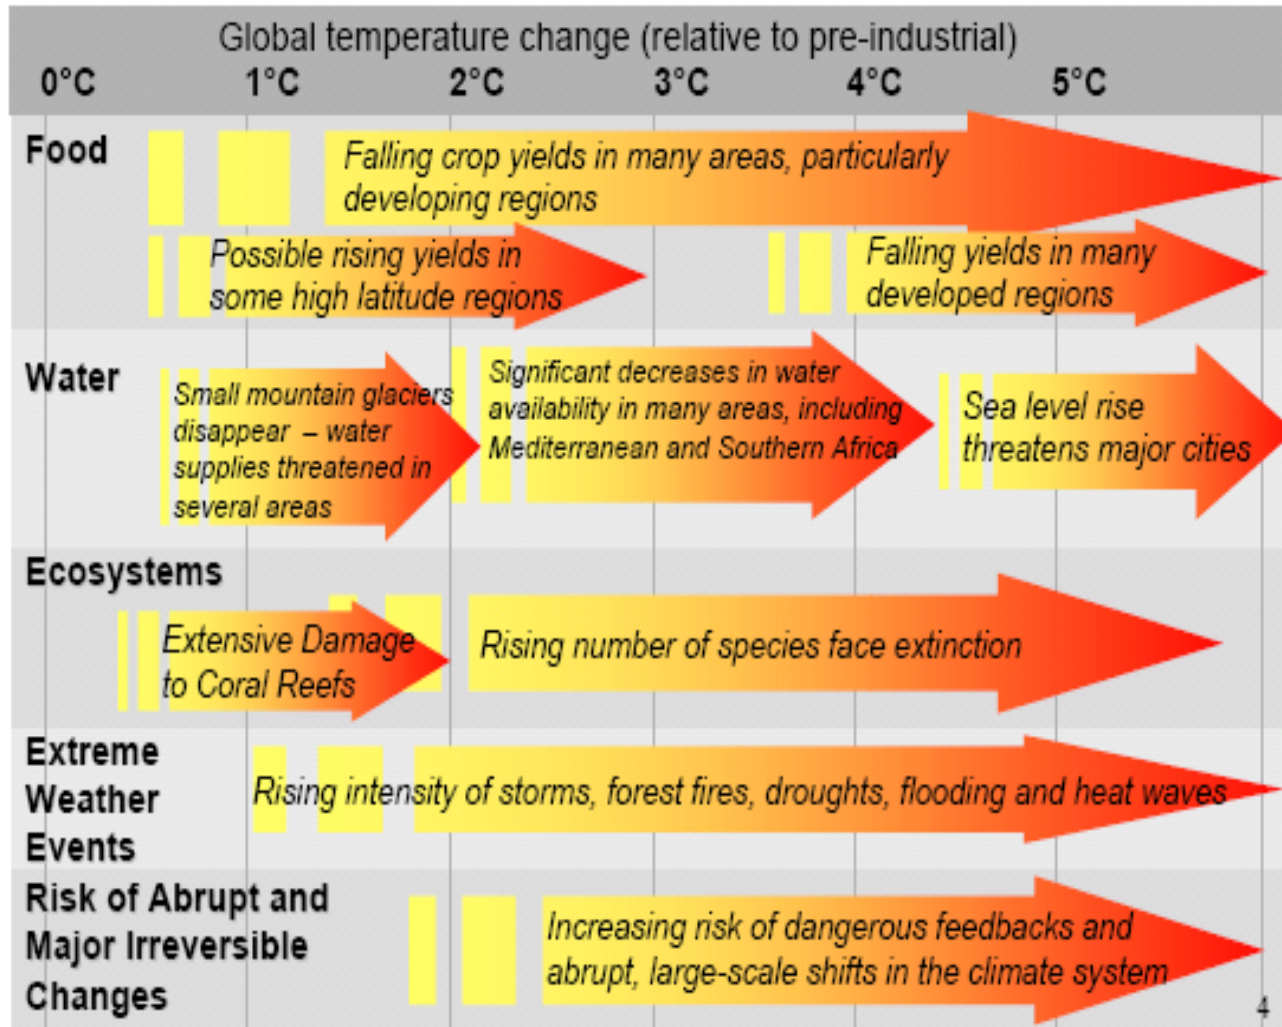 Global temperature change (relative to pre-industrial)
0°C 1°C 2°C 3°C 4°C 5°C
Food
Falling crop yields in many areas, particularly
developing regions
Possible rising yields in
some high latitude regions
Falling yields in many
developed regions
Water
Small mountain glaciers
disappear – water
supplies threatened in
several areas
Significant decreases in water
availability in many areas, including
Mediterranean and Southern Africa
Sea level rise
threatens major cities
Ecosystems
Extensive Damage
to Coral Reefs
Rising number of species face extinction
Extreme
Weather
Events
Rising intensity of storms, forest fires, droughts, flooding and heat waves
Risk of Abrupt and
Major Irreversible
Changes
Increasing risk of dangerous feedbacks and
abrupt, large-scale shifts in the climate system
4